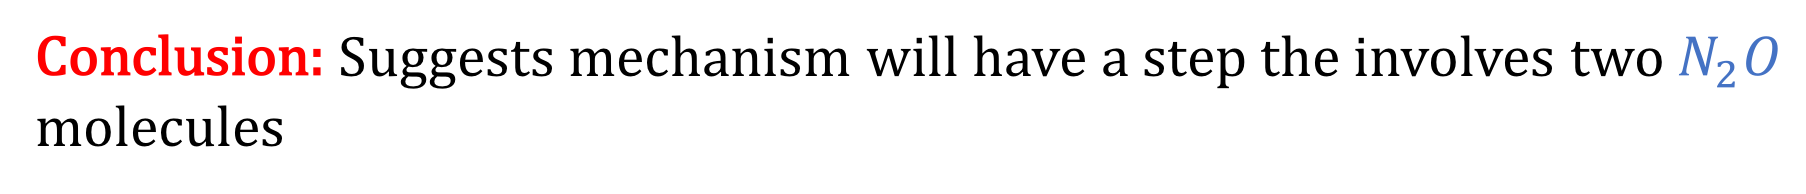 Conclusion: Suggests mechanism will have a step the involves two N₂O
molecules